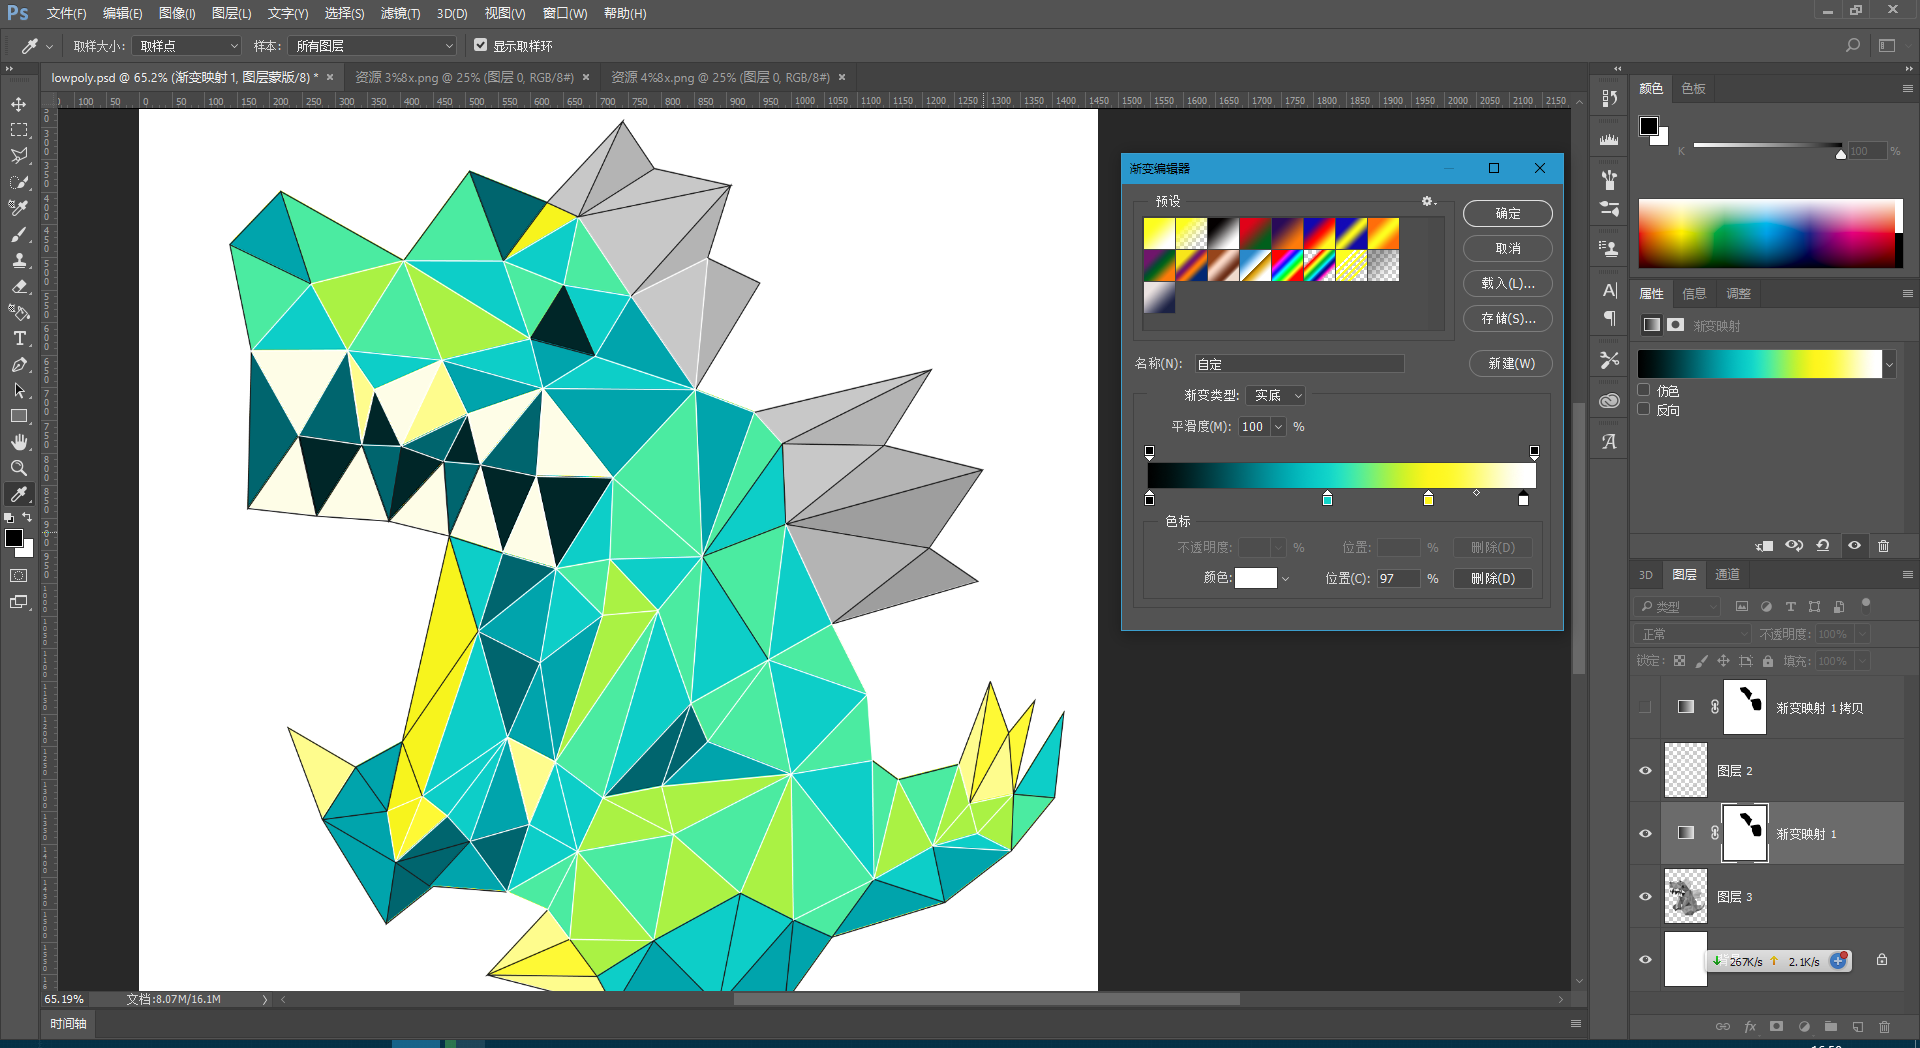 Ps 文件(F) 编辑(E) 图像(I) 图层(L) 文字(Y) 选择(S) 滤镜(T) 3D(D) 视图(V) 窗口(W) 帮助(H)
取样大小: 取样点 样本: 所有图层 显示取样环
lowpoly.psd @ 65.2% (渐变映射 1, 图层蒙版/8) * × 资源 3%8x.png @ 25% (图层 0, RGB/8#) × 资源 4%8x.png @ 25% (图层 0, RGB/8#) ×
100 50 0 50 100 150 200 250 300 350 400 450 500 550 600 650 700 750 800 850 900 950 1000 1050 1100 1150 1200 1250 1300 1350 1400 1450 1500 1550 1600 1650 1700 1750 1800 1850 1900 1950 2000 2050 2100 2150
颜色 色板
K 100 %
渐变编辑器
预设
确定
取消
载入(L)...
存储(S)...
名称(N): 自定 新建(W)
渐变类型: 实底
平滑度(M): 100 %
色标
不透明度: % 位置: % 删除(D)
颜色: 位置(C): 97 % 删除(D)
属性 信息 调整
渐变映射
仿色
反向
3D 图层 通道
类型
正常 不透明度: 100%
锁定: 填充: 100%
渐变映射 1 拷贝
图层 2
渐变映射 1
图层 3
267K/s 2.1K/s
65.19% 文档:8.07M/16.1M
时间轴